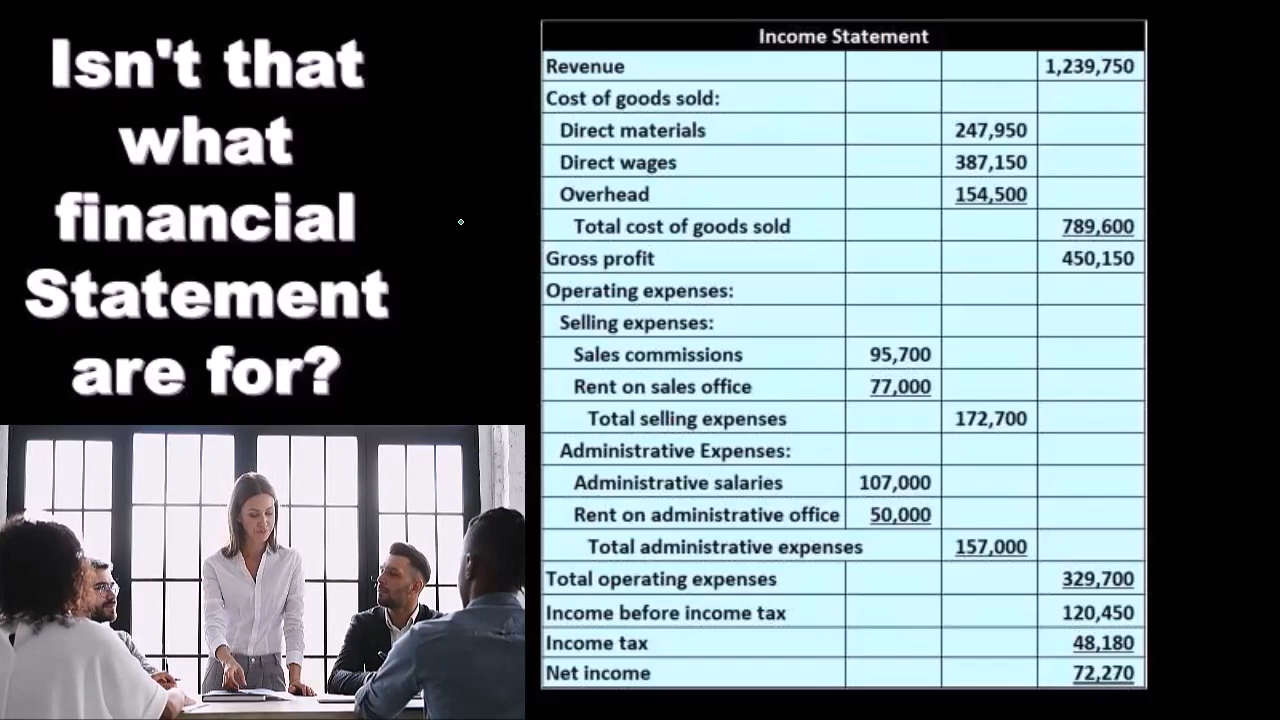 Isn't that
what
financial
Statement
are for?
Income Statement
Revenue 1,239,750
Cost of goods sold:
Direct materials 247,950
Direct wages 387,150
Overhead 154,500
Total cost of goods sold 789,600
Gross profit 450,150
Operating expenses:
Selling expenses:
Sales commissions 95,700
Rent on sales office 77,000
Total selling expenses 172,700
Administrative Expenses:
Administrative salaries 107,000
Rent on administrative office 50,000
Total administrative expenses 157,000
Total operating expenses 329,700
Income before income tax 120,450
Income tax 48,180
Net income 72,270